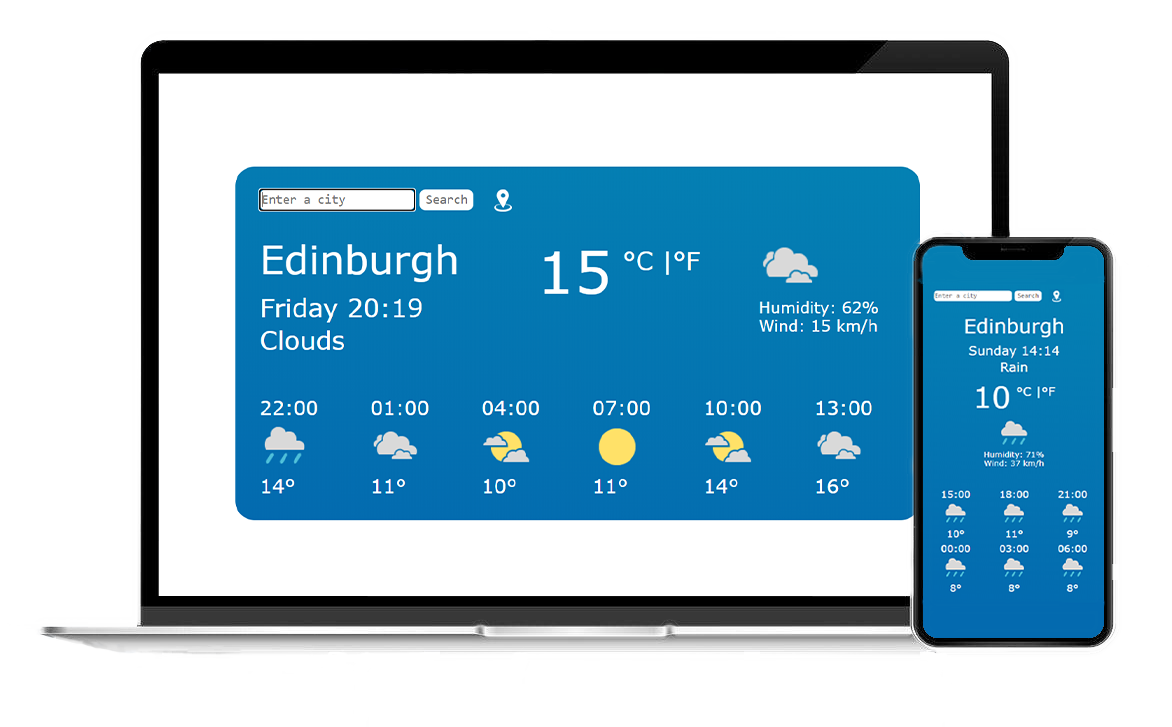 Enter a city Search
Edinburgh 15 °C |°F
Friday 20:19
Clouds
Humidity: 62%
Wind: 15 km/h
22:00 01:00 04:00 07:00 10:00 13:00
14° 11° 10° 11° 14° 16°
Enter a city Search
Edinburgh
Sunday 14:14
Rain
10 °C |°F
Humidity: 71%
Wind: 37 km/h
15:00 18:00 21:00
10° 11° 9°
00:00 03:00 06:00
8° 8° 8°